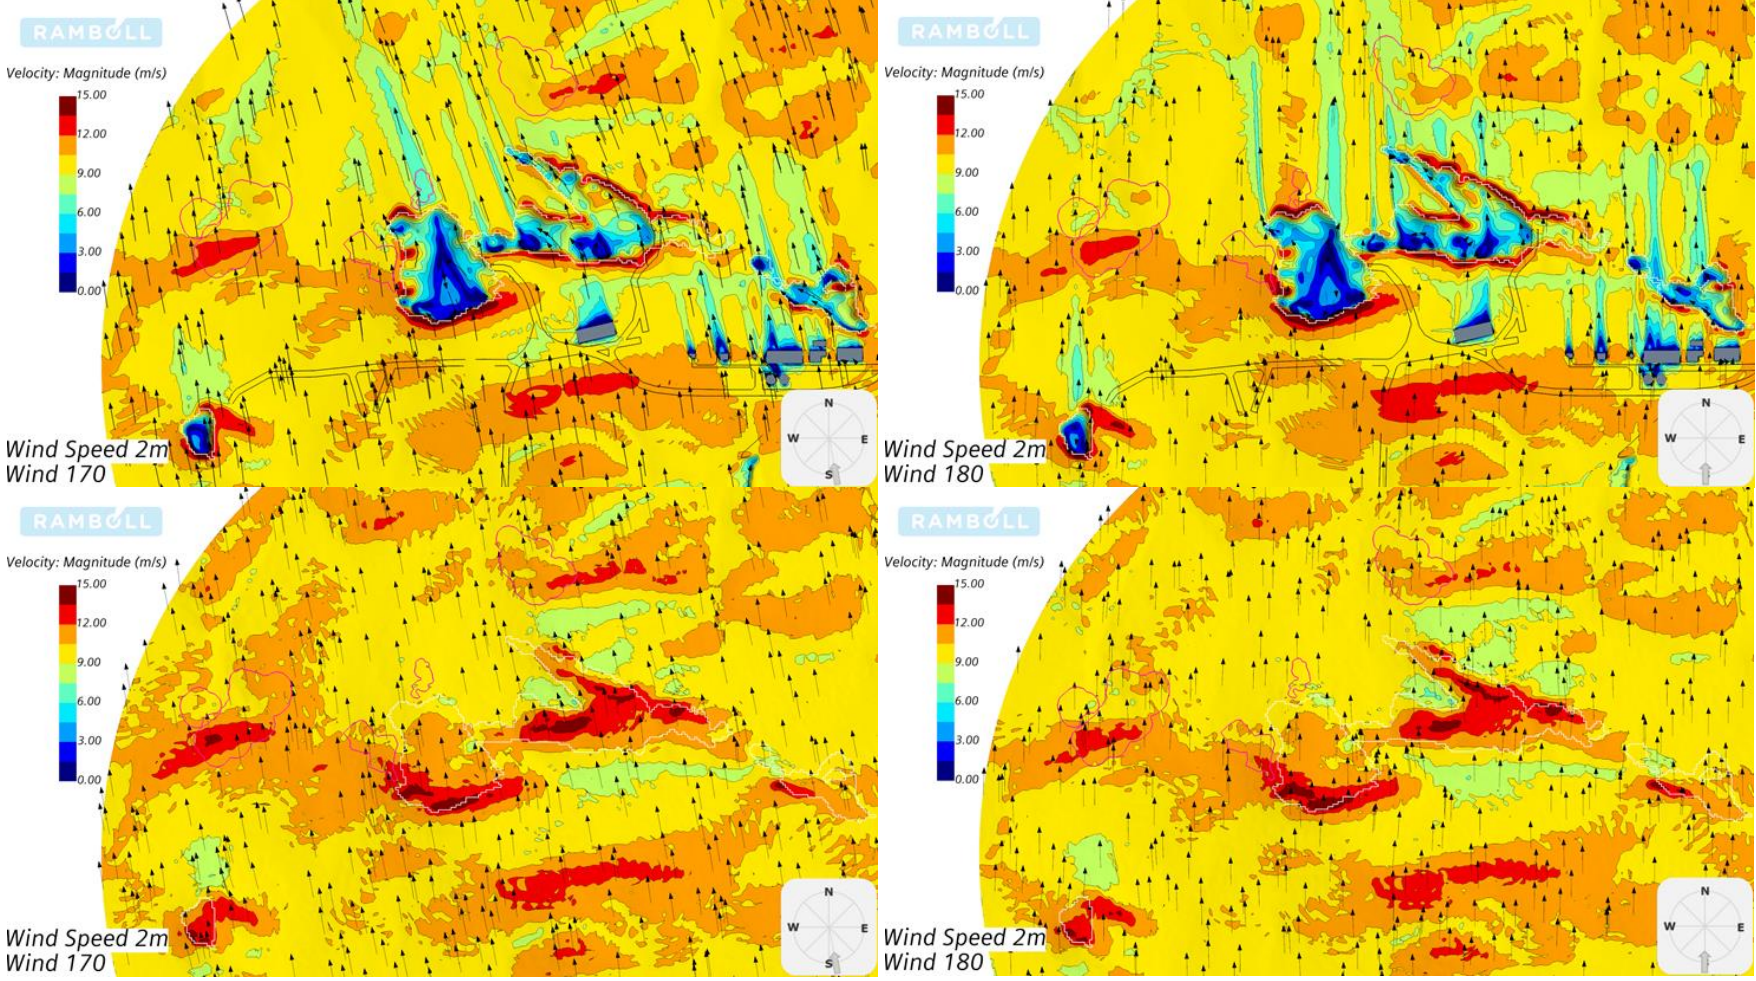 RAMBOLL
Velocity: Magnitude (m/s)
15.00
12.00
9.00
6.00
3.00
0.00
Wind Speed 2m
Wind 170
N
W
E
S
RAMBOLL
Velocity: Magnitude (m/s)
15.00
12.00
9.00
6.00
3.00
0.00
Wind Speed 2m
Wind 180
N
W
E
RAMBOLL
Velocity: Magnitude (m/s)
15.00
12.00
9.00
6.00
3.00
0.00
Wind Speed 2m
Wind 170
N
W
E
S
RAMBOLL
Velocity: Magnitude (m/s)
15.00
12.00
9.00
6.00
3.00
0.00
Wind Speed 2m
Wind 180
N
W
E